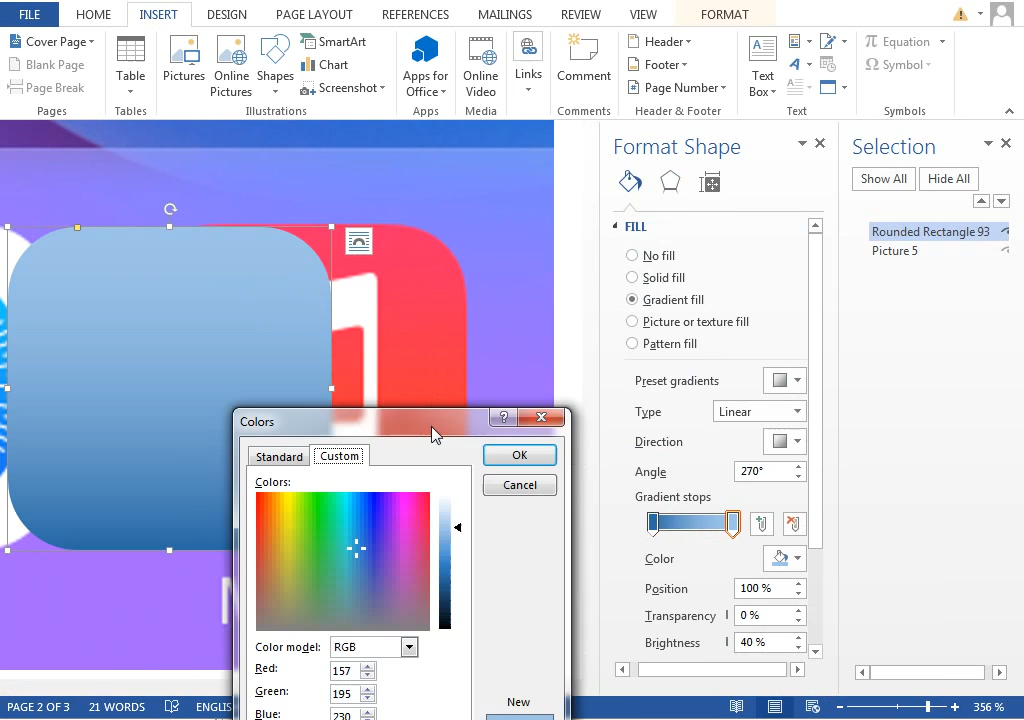 FILE HOME INSERT DESIGN PAGE LAYOUT REFERENCES MAILINGS REVIEW VIEW FORMAT
Cover Page
Blank Page
Page Break
Pages
Table
Tables
Pictures
Online Pictures
Shapes
SmartArt
Chart
Screenshot
Illustrations
Apps for Office
Apps
Online Video
Media
Links
Comment
Comments
Header
Footer
Page Number
Header & Footer
Text Box
Text
Equation
Symbol
Symbols
1
Format Shape
FILL
No fill
Solid fill
Gradient fill
Picture or texture fill
Pattern fill
Preset gradients
Type Linear
Direction
Angle 270°
Gradient stops
Color
Position 100 %
Transparency 0 %
Brightness 40 %
Selection
Show All Hide All
Rounded Rectangle 93
Picture 5
Colors
Standard Custom
OK
Cancel
Colors:
Color model: RGB
Red: 157
Green: 195
Blue: 230
New
PAGE 2 OF 3 21 WORDS 356 %